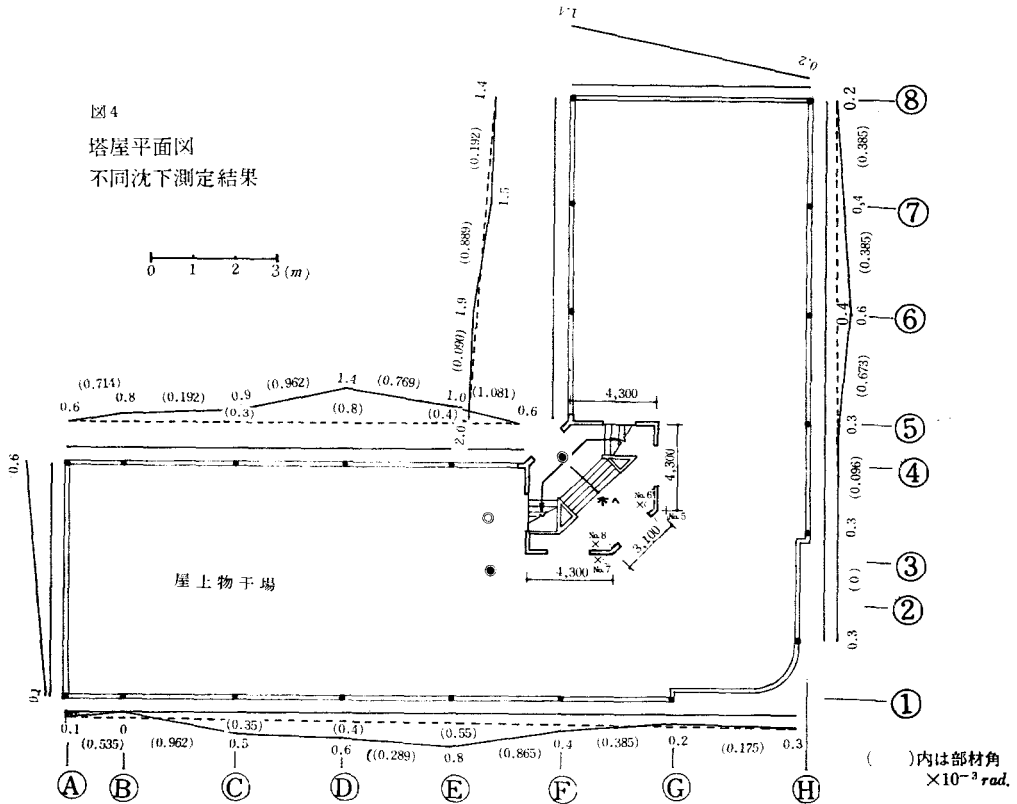 図4
塔屋平面図
不同沈下測定結果
0 1 2 3 (m)
1.4
0.2
1.4
(0.192)
1.5
(0.889)
1.9
(0.090)
2.0
0.2
(0.385)
0.4
(0.385)
0.4
0.6
(0.673)
0.3
(0.096)
0.3
(0)
0.3
⑧
⑦
⑥
⑤
④
③
②
①
(0.714) (0.962) 1.4 (0.769)
0.6 0.8 (0.192) 0.9 1.0 (1.081) 0.6
(0.3) (0.8) (0.4)
0.6
4,300
4,300
No.6
No.5
No.8
No.7
3,100
4,300
屋上物干場
0.1 0 (0.35) (0.4) (0.55)
(0.535) (0.962) 0.5 0.6 (0.289) 0.8 (0.865) 0.4 (0.385) 0.2 (0.175) 0.3
Ⓐ Ⓑ Ⓒ Ⓓ Ⓔ Ⓕ Ⓖ Ⓗ
( )内は部材角
×10⁻³ rad.